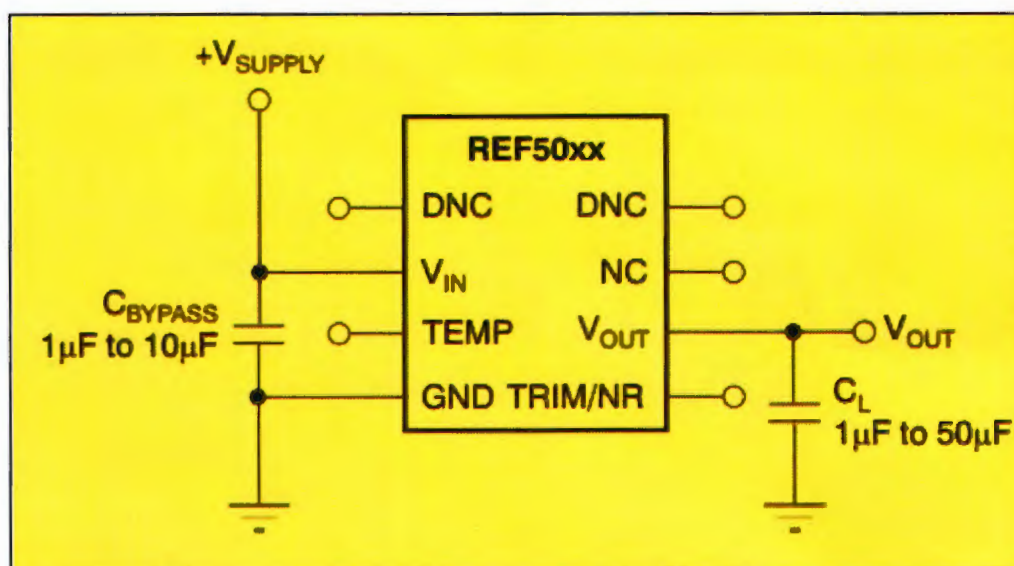 +VSUPPLY
REF50xx
DNC DNC
VIN NC
CBYPASS
1µF to 10µF
TEMP VOUT VOUT
GND TRIM/NR
CL
1µF to 50µF